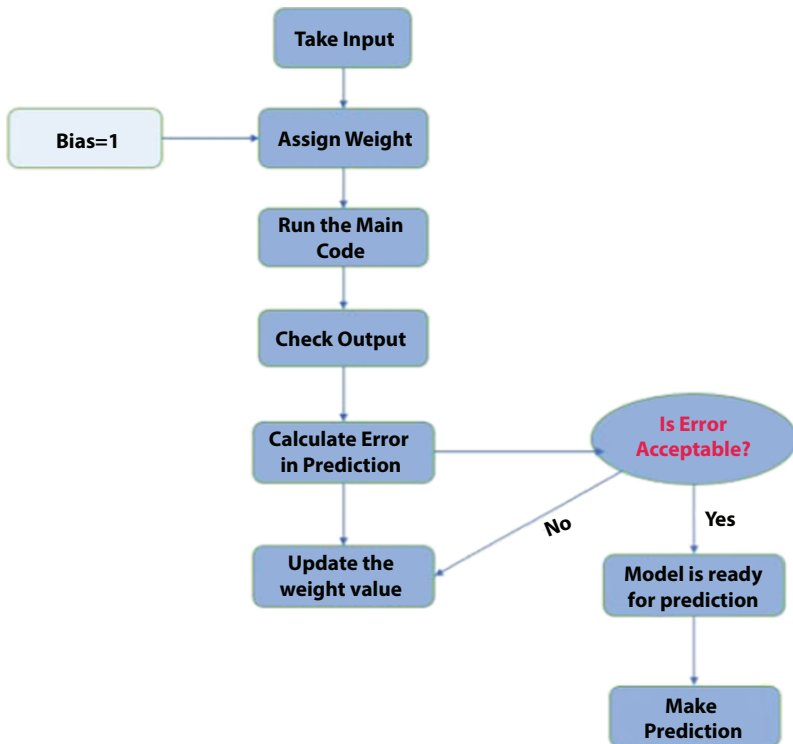 Take Input
Bias=1
Assign Weight
Run the Main
Code
Check Output
Calculate Error
in Prediction
Is Error
Acceptable?
No
Yes
Update the
weight value
Model is ready
for prediction
Make
Prediction